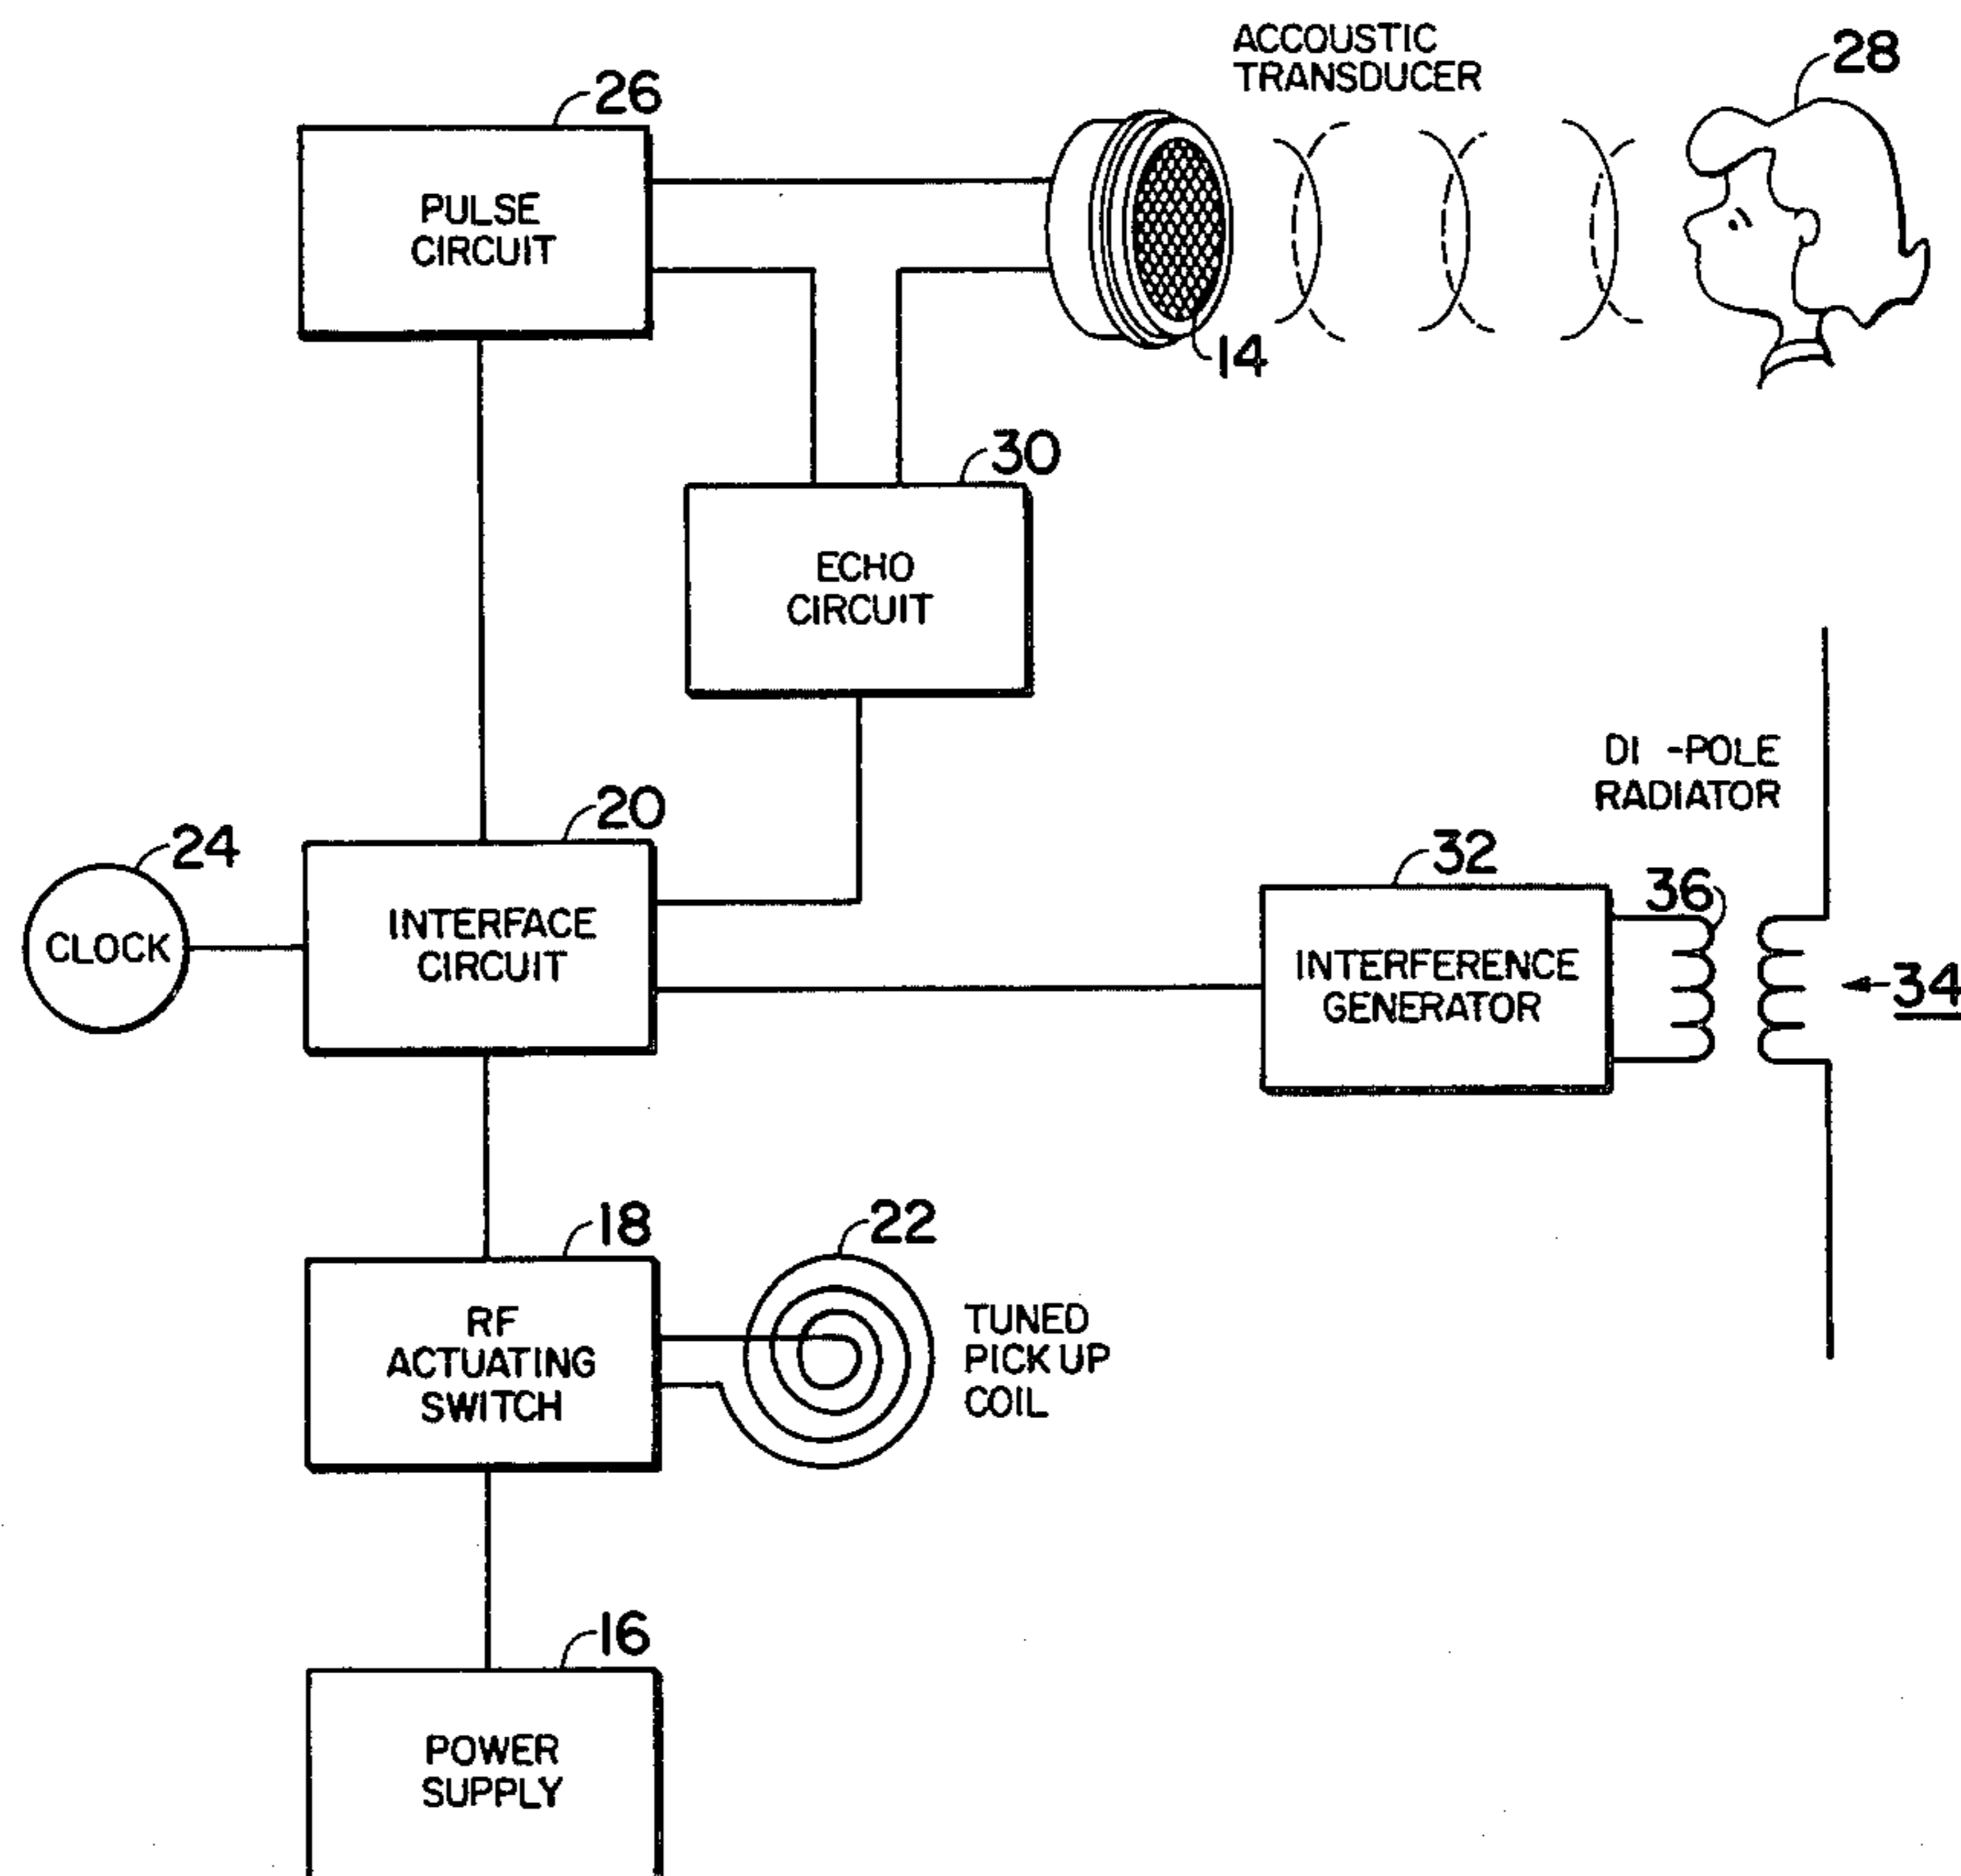 ACCOUSTIC
TRANSDUCER
28
26
PULSE
CIRCUIT
14
30
ECHO
CIRCUIT
DI -POLE
RADIATOR
20
24
CLOCK
INTERFACE
CIRCUIT
32
36
INTERFERENCE
GENERATOR
34
18
22
RF
ACTUATING
SWITCH
TUNED
PICK UP
COIL
16
POWER
SUPPLY